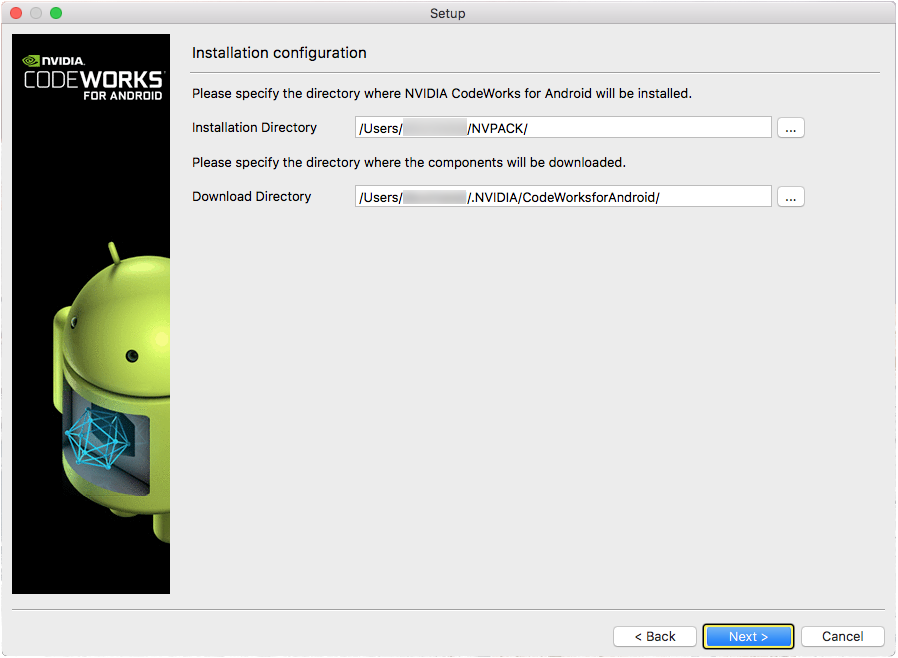 Setup
NVIDIA.
CODEWORKS
FOR ANDROID
Installation configuration
Please specify the directory where NVIDIA CodeWorks for Android will be installed.
Installation Directory /Users/ /NVPACK/ ...
Please specify the directory where the components will be downloaded.
Download Directory /Users/ /.NVIDIA/CodeWorksforAndroid/ ...
< Back Next > Cancel